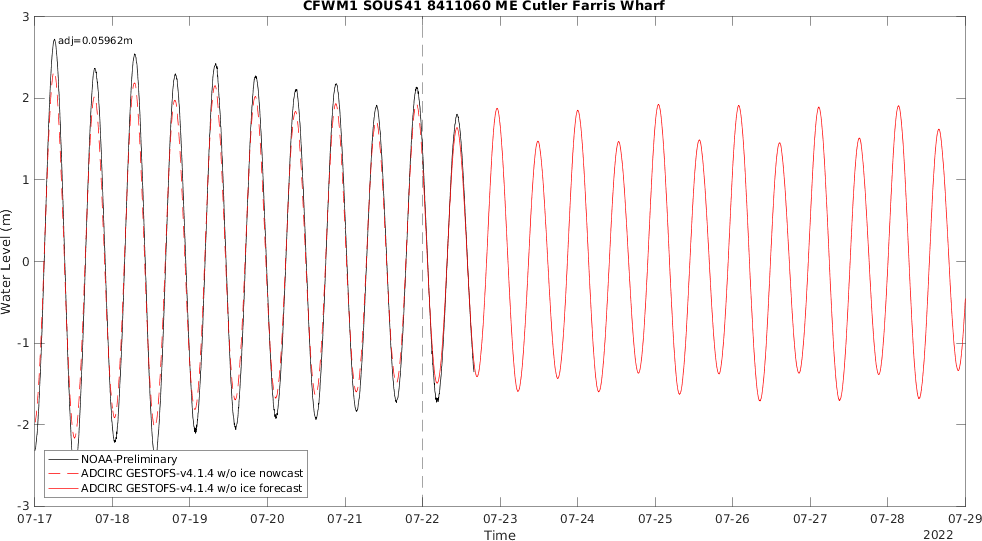 CFWM1 SOUS41 8411060 ME Cutler Farris Wharf
adj=0.05962m
3
2
1
0
-1
-2
-3
Water Level (m)
NOAA-Preliminary
ADCIRC GESTOFS-v4.1.4 w/o ice nowcast
ADCIRC GESTOFS-v4.1.4 w/o ice forecast
07-17 07-18 07-19 07-20 07-21 07-22 07-23 07-24 07-25 07-26 07-27 07-28 07-29
Time
2022